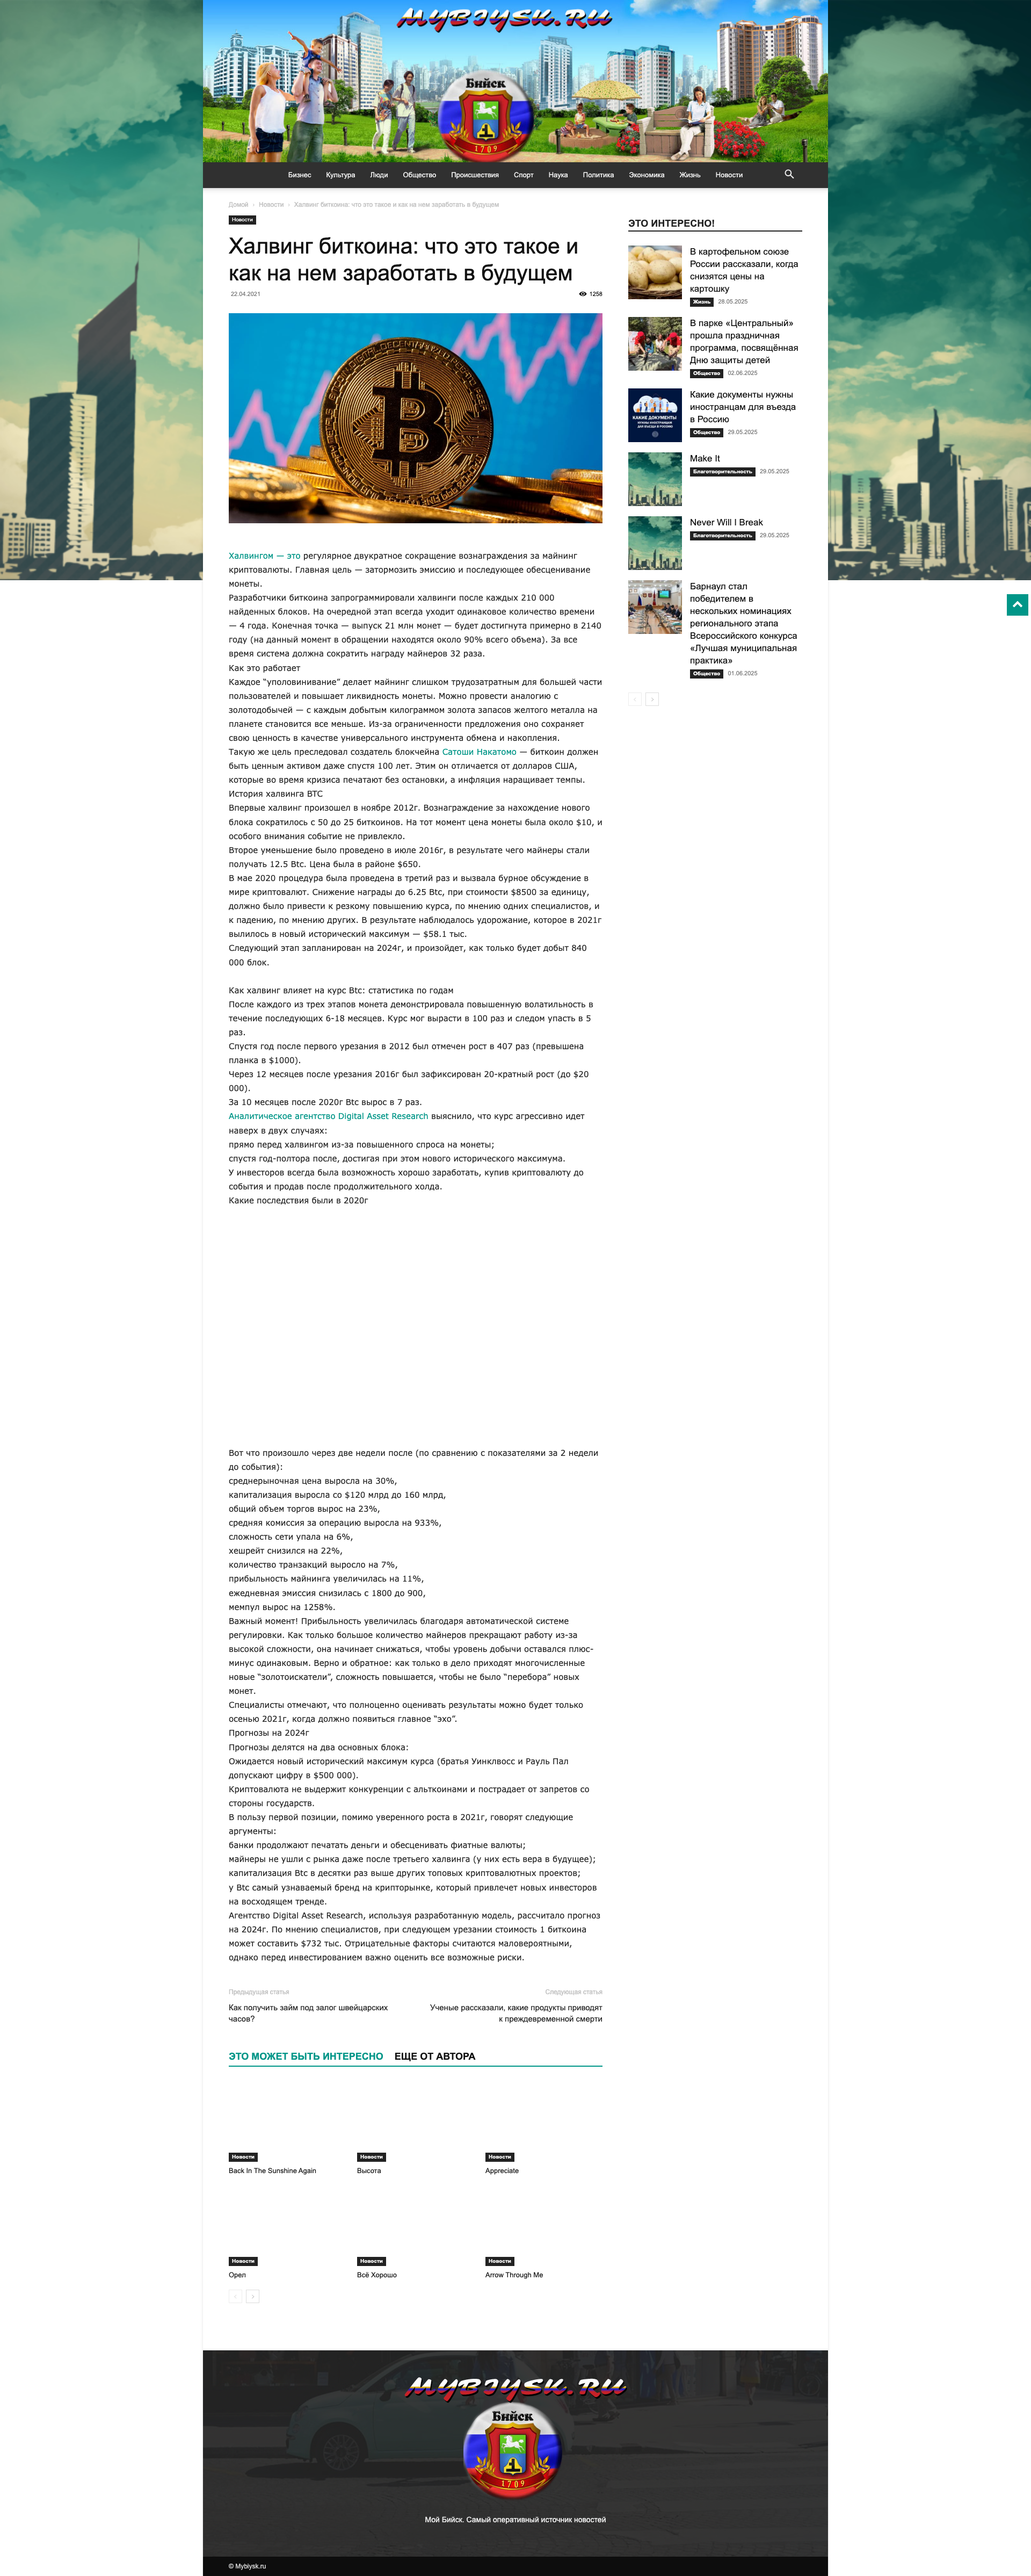 MYBIYSK.RU
Бийск
1709
Бизнес Культура Люди Общество Происшествия Спорт Наука Политика Экономика Жизнь Новости
Домой › Новости › Халвинг биткоина: что это такое и как на нем заработать в будущем
Новости
Халвинг биткоина: что это такое и
как на нем заработать в будущем
22.04.2021 1258
Халвингом — это регулярное двукратное сокращение вознаграждения за майнинг
криптовалюты. Главная цель — затормозить эмиссию и последующее обесценивание
монеты.
Разработчики биткоина запрограммировали халвинги после каждых 210 000
найденных блоков. На очередной этап всегда уходит одинаковое количество времени
— 4 года. Конечная точка — выпуск 21 млн монет — будет достигнута примерно в 2140
году (на данный момент в обращении находятся около 90% всего объема). За все
время система должна сократить награду майнеров 32 раза.
Как это работает
Каждое “уполовинивание” делает майнинг слишком трудозатратным для большей части
пользователей и повышает ликвидность монеты. Можно провести аналогию с
золотодобычей — с каждым добытым килограммом золота запасов желтого металла на
планете становится все меньше. Из-за ограниченности предложения оно сохраняет
свою ценность в качестве универсального инструмента обмена и накопления.
Такую же цель преследовал создатель блокчейна Сатоши Накатомо — биткоин должен
быть ценным активом даже спустя 100 лет. Этим он отличается от долларов США,
которые во время кризиса печатают без остановки, а инфляция наращивает темпы.
История халвинга BTC
Впервые халвинг произошел в ноябре 2012г. Вознаграждение за нахождение нового
блока сократилось с 50 до 25 биткоинов. На тот момент цена монеты была около $10, и
особого внимания событие не привлекло.
Второе уменьшение было проведено в июле 2016г, в результате чего майнеры стали
получать 12.5 Btc. Цена была в районе $650.
В мае 2020 процедура была проведена в третий раз и вызвала бурное обсуждение в
мире криптовалют. Снижение награды до 6.25 Btc, при стоимости $8500 за единицу,
должно было привести к резкому повышению курса, по мнению одних специалистов, и
к падению, по мнению других. В результате наблюдалось удорожание, которое в 2021г
вылилось в новый исторический максимум — $58.1 тыс.
Следующий этап запланирован на 2024г, и произойдет, как только будет добыт 840
000 блок.
Как халвинг влияет на курс Btc: статистика по годам
После каждого из трех этапов монета демонстрировала повышенную волатильность в
течение последующих 6-18 месяцев. Курс мог вырасти в 100 раз и следом упасть в 5
раз.
Спустя год после первого урезания в 2012 был отмечен рост в 407 раз (превышена
планка в $1000).
Через 12 месяцев после урезания 2016г был зафиксирован 20-кратный рост (до $20
000).
За 10 месяцев после 2020г Btc вырос в 7 раз.
Аналитическое агентство Digital Asset Research выяснило, что курс агрессивно идет
наверх в двух случаях:
прямо перед халвингом из-за повышенного спроса на монеты;
спустя год-полтора после, достигая при этом нового исторического максимума.
У инвесторов всегда была возможность хорошо заработать, купив криптовалюту до
события и продав после продолжительного холда.
Какие последствия были в 2020г
Вот что произошло через две недели после (по сравнению с показателями за 2 недели
до события):
среднерыночная цена выросла на 30%,
капитализация выросла со $120 млрд до 160 млрд,
общий объем торгов вырос на 23%,
средняя комиссия за операцию выросла на 933%,
сложность сети упала на 6%,
хешрейт снизился на 22%,
количество транзакций выросло на 7%,
прибыльность майнинга увеличилась на 11%,
ежедневная эмиссия снизилась с 1800 до 900,
мемпул вырос на 1258%.
Важный момент! Прибыльность увеличилась благодаря автоматической системе
регулировки. Как только большое количество майнеров прекращают работу из-за
высокой сложности, она начинает снижаться, чтобы уровень добычи оставался плюс-
минус одинаковым. Верно и обратное: как только в дело приходят многочисленные
новые “золотоискатели”, сложность повышается, чтобы не было “перебора” новых
монет.
Специалисты отмечают, что полноценно оценивать результаты можно будет только
осенью 2021г, когда должно появиться главное “эхо”.
Прогнозы на 2024г
Прогнозы делятся на два основных блока:
Ожидается новый исторический максимум курса (братья Уинклвосс и Рауль Пал
допускают цифру в $500 000).
Криптовалюта не выдержит конкуренции с альткоинами и пострадает от запретов со
стороны государств.
В пользу первой позиции, помимо уверенного роста в 2021г, говорят следующие
аргументы:
банки продолжают печатать деньги и обесценивать фиатные валюты;
майнеры не ушли с рынка даже после третьего халвинга (у них есть вера в будущее);
капитализация Btc в десятки раз выше других топовых криптовалютных проектов;
у Btc самый узнаваемый бренд на крипторынке, который привлечет новых инвесторов
на восходящем тренде.
Агентство Digital Asset Research, используя разработанную модель, рассчитало прогноз
на 2024г. По мнению специалистов, при следующем урезании стоимость 1 биткоина
может составить $732 тыс. Отрицательные факторы считаются маловероятными,
однако перед инвестированием важно оценить все возможные риски.
Предыдущая статья Следующая статья
Как получить займ под залог швейцарских
часов?
Ученые рассказали, какие продукты приводят
к преждевременной смерти
ЭТО МОЖЕТ БЫТЬ ИНТЕРЕСНО ЕЩЕ ОТ АВТОРА
Новости Новости Новости
Back In The Sunshine Again Высота Appreciate
Новости Новости Новости
Орел Всё Хорошо Arrow Through Me
ЭТО ИНТЕРЕСНО!
В картофельном союзе
России рассказали, когда
снизятся цены на
картошку
Жизнь 28.05.2025
В парке «Центральный»
прошла праздничная
программа, посвящённая
Дню защиты детей
Общество 02.06.2025
КАКИЕ ДОКУМЕНТЫ
Какие документы нужны
иностранцам для въезда
в Россию
Общество 29.05.2025
Make It
Благотворительность 29.05.2025
Never Will I Break
Благотворительность 29.05.2025
Барнаул стал
победителем в
нескольких номинациях
регионального этапа
Всероссийского конкурса
«Лучшая муниципальная
практика»
Общество 01.06.2025
MYBIYSK.RU
Бийск
1709
Мой Бийск. Самый оперативный источник новостей
© Mybiysk.ru